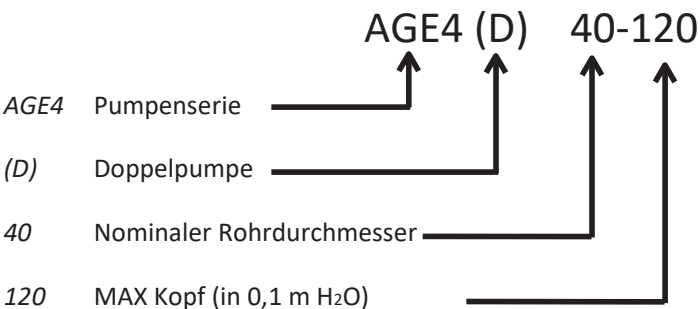 AGE4 (D) 40-120
AGE4 Pumpenserie
(D) Doppelpumpe
40 Nominaler Rohrdurchmesser
120 MAX Kopf (in 0,1 m H₂O)